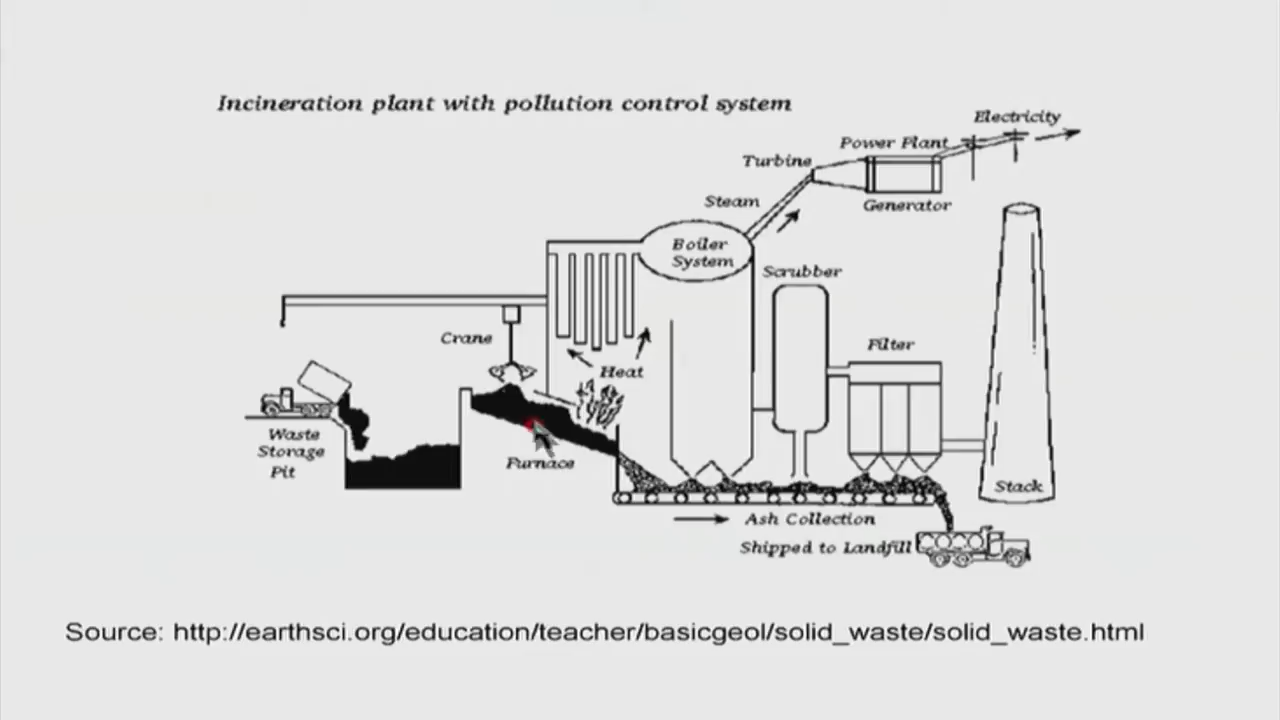 Incineration plant with pollution control system
Electricity
Power Plant
Turbine
Steam
Generator
Boiler
System
Scrubber
Crane
Filter
Heat
Waste
Storage
Pit
Furnace
Stack
Ash Collection
Shipped to Landfill
Source: http://earthsci.org/education/teacher/basicgeol/solid_waste/solid_waste.html